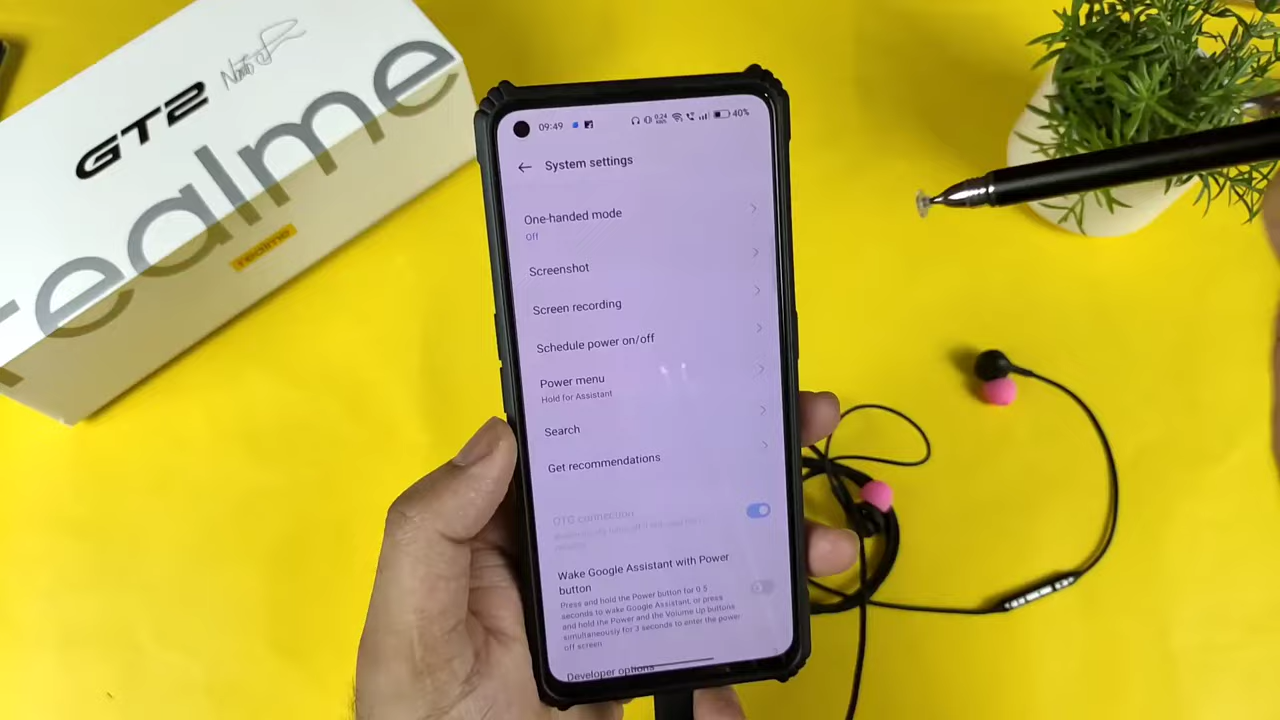 GT2
realme
realme
09:49
0.24
40%
System settings
One-handed mode
Off
Screenshot
Screen recording
Schedule power on/off
Power menu
Hold for Assistant
Search
Get recommendations
OTG connection
Wake Google Assistant with Power
button
Press and hold the Power button for 0.5
seconds to wake Google Assistant, or press
and hold the Power and the Volume Up buttons
simultaneously for 3 seconds to enter the power
off screen
Developer options